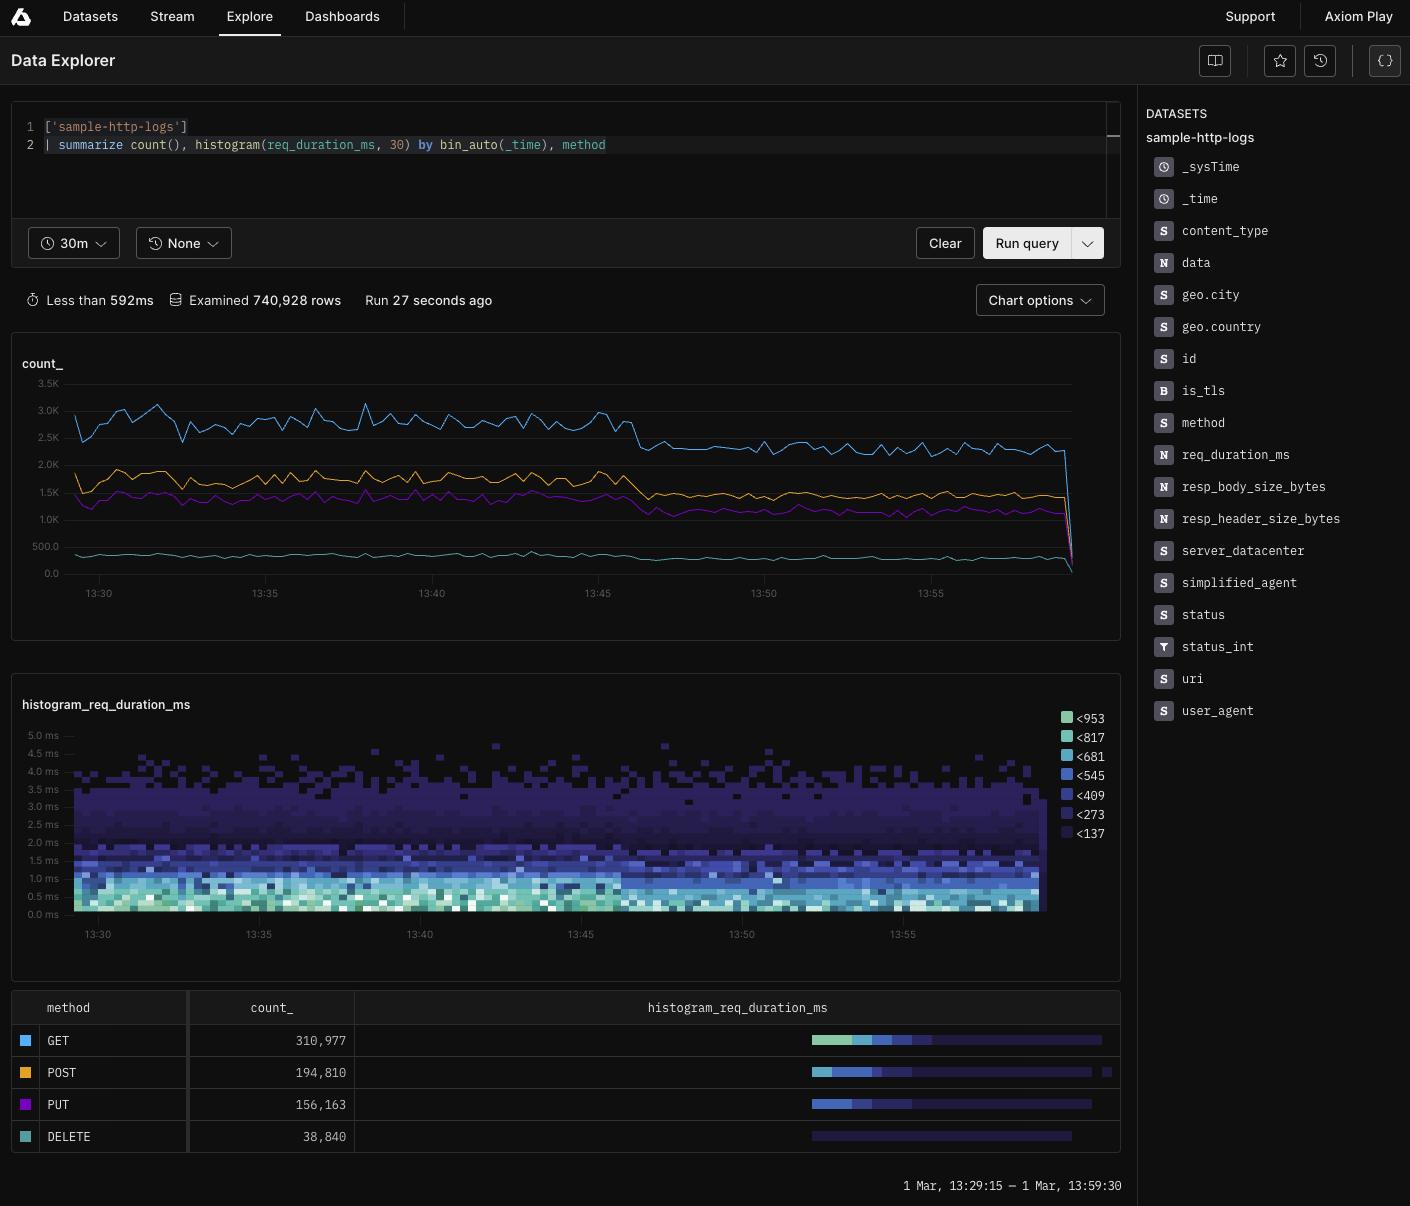 Datasets Stream Explore Dashboards Support Axiom Play
Data Explorer
1 ['sample-http-logs']
2 | summarize count(), histogram(req_duration_ms, 30) by bin_auto(_time), method
30m None Clear Run query
Less than 592ms Examined 740,928 rows Run 27 seconds ago Chart options
count_
3.5K
3.0K
2.5K
2.0K
1.5K
1.0K
500.0
0.0
13:30 13:35 13:40 13:45 13:50 13:55
histogram_req_duration_ms
5.0 ms
4.5 ms
4.0 ms
3.5 ms
3.0 ms
2.5 ms
2.0 ms
1.5 ms
1.0 ms
0.5 ms
0.0 ms
13:30 13:35 13:40 13:45 13:50 13:55
<953
<817
<681
<545
<409
<273
<137
method count_ histogram_req_duration_ms
GET 310,977
POST 194,810
PUT 156,163
DELETE 38,840
1 Mar, 13:29:15 — 1 Mar, 13:59:30
DATASETS
sample-http-logs
_sysTime
_time
S content_type
N data
S geo.city
S geo.country
S id
B is_tls
S method
N req_duration_ms
N resp_body_size_bytes
N resp_header_size_bytes
S server_datacenter
S simplified_agent
S status
status_int
S uri
S user_agent